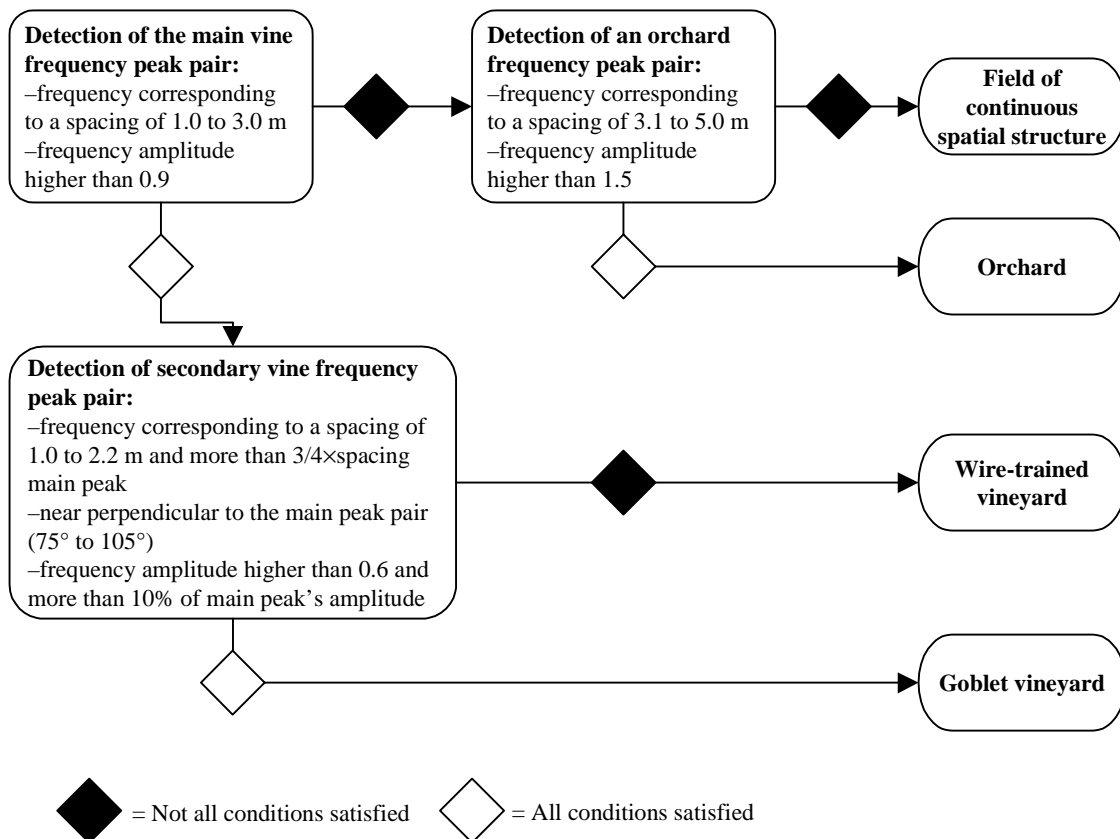 Detection of the main vine
frequency peak pair:
–frequency corresponding
to a spacing of 1.0 to 3.0 m
–frequency amplitude
higher than 0.9
Detection of an orchard
frequency peak pair:
–frequency corresponding
to a spacing of 3.1 to 5.0 m
–frequency amplitude
higher than 1.5
Field of
continuous
spatial structure
Orchard
Detection of secondary vine frequency
peak pair:
–frequency corresponding to a spacing of
1.0 to 2.2 m and more than 3/4×spacing
main peak
–near perpendicular to the main peak pair
(75° to 105°)
–frequency amplitude higher than 0.6 and
more than 10% of main peak’s amplitude
Wire-trained
vineyard
Goblet vineyard
= Not all conditions satisfied
= All conditions satisfied